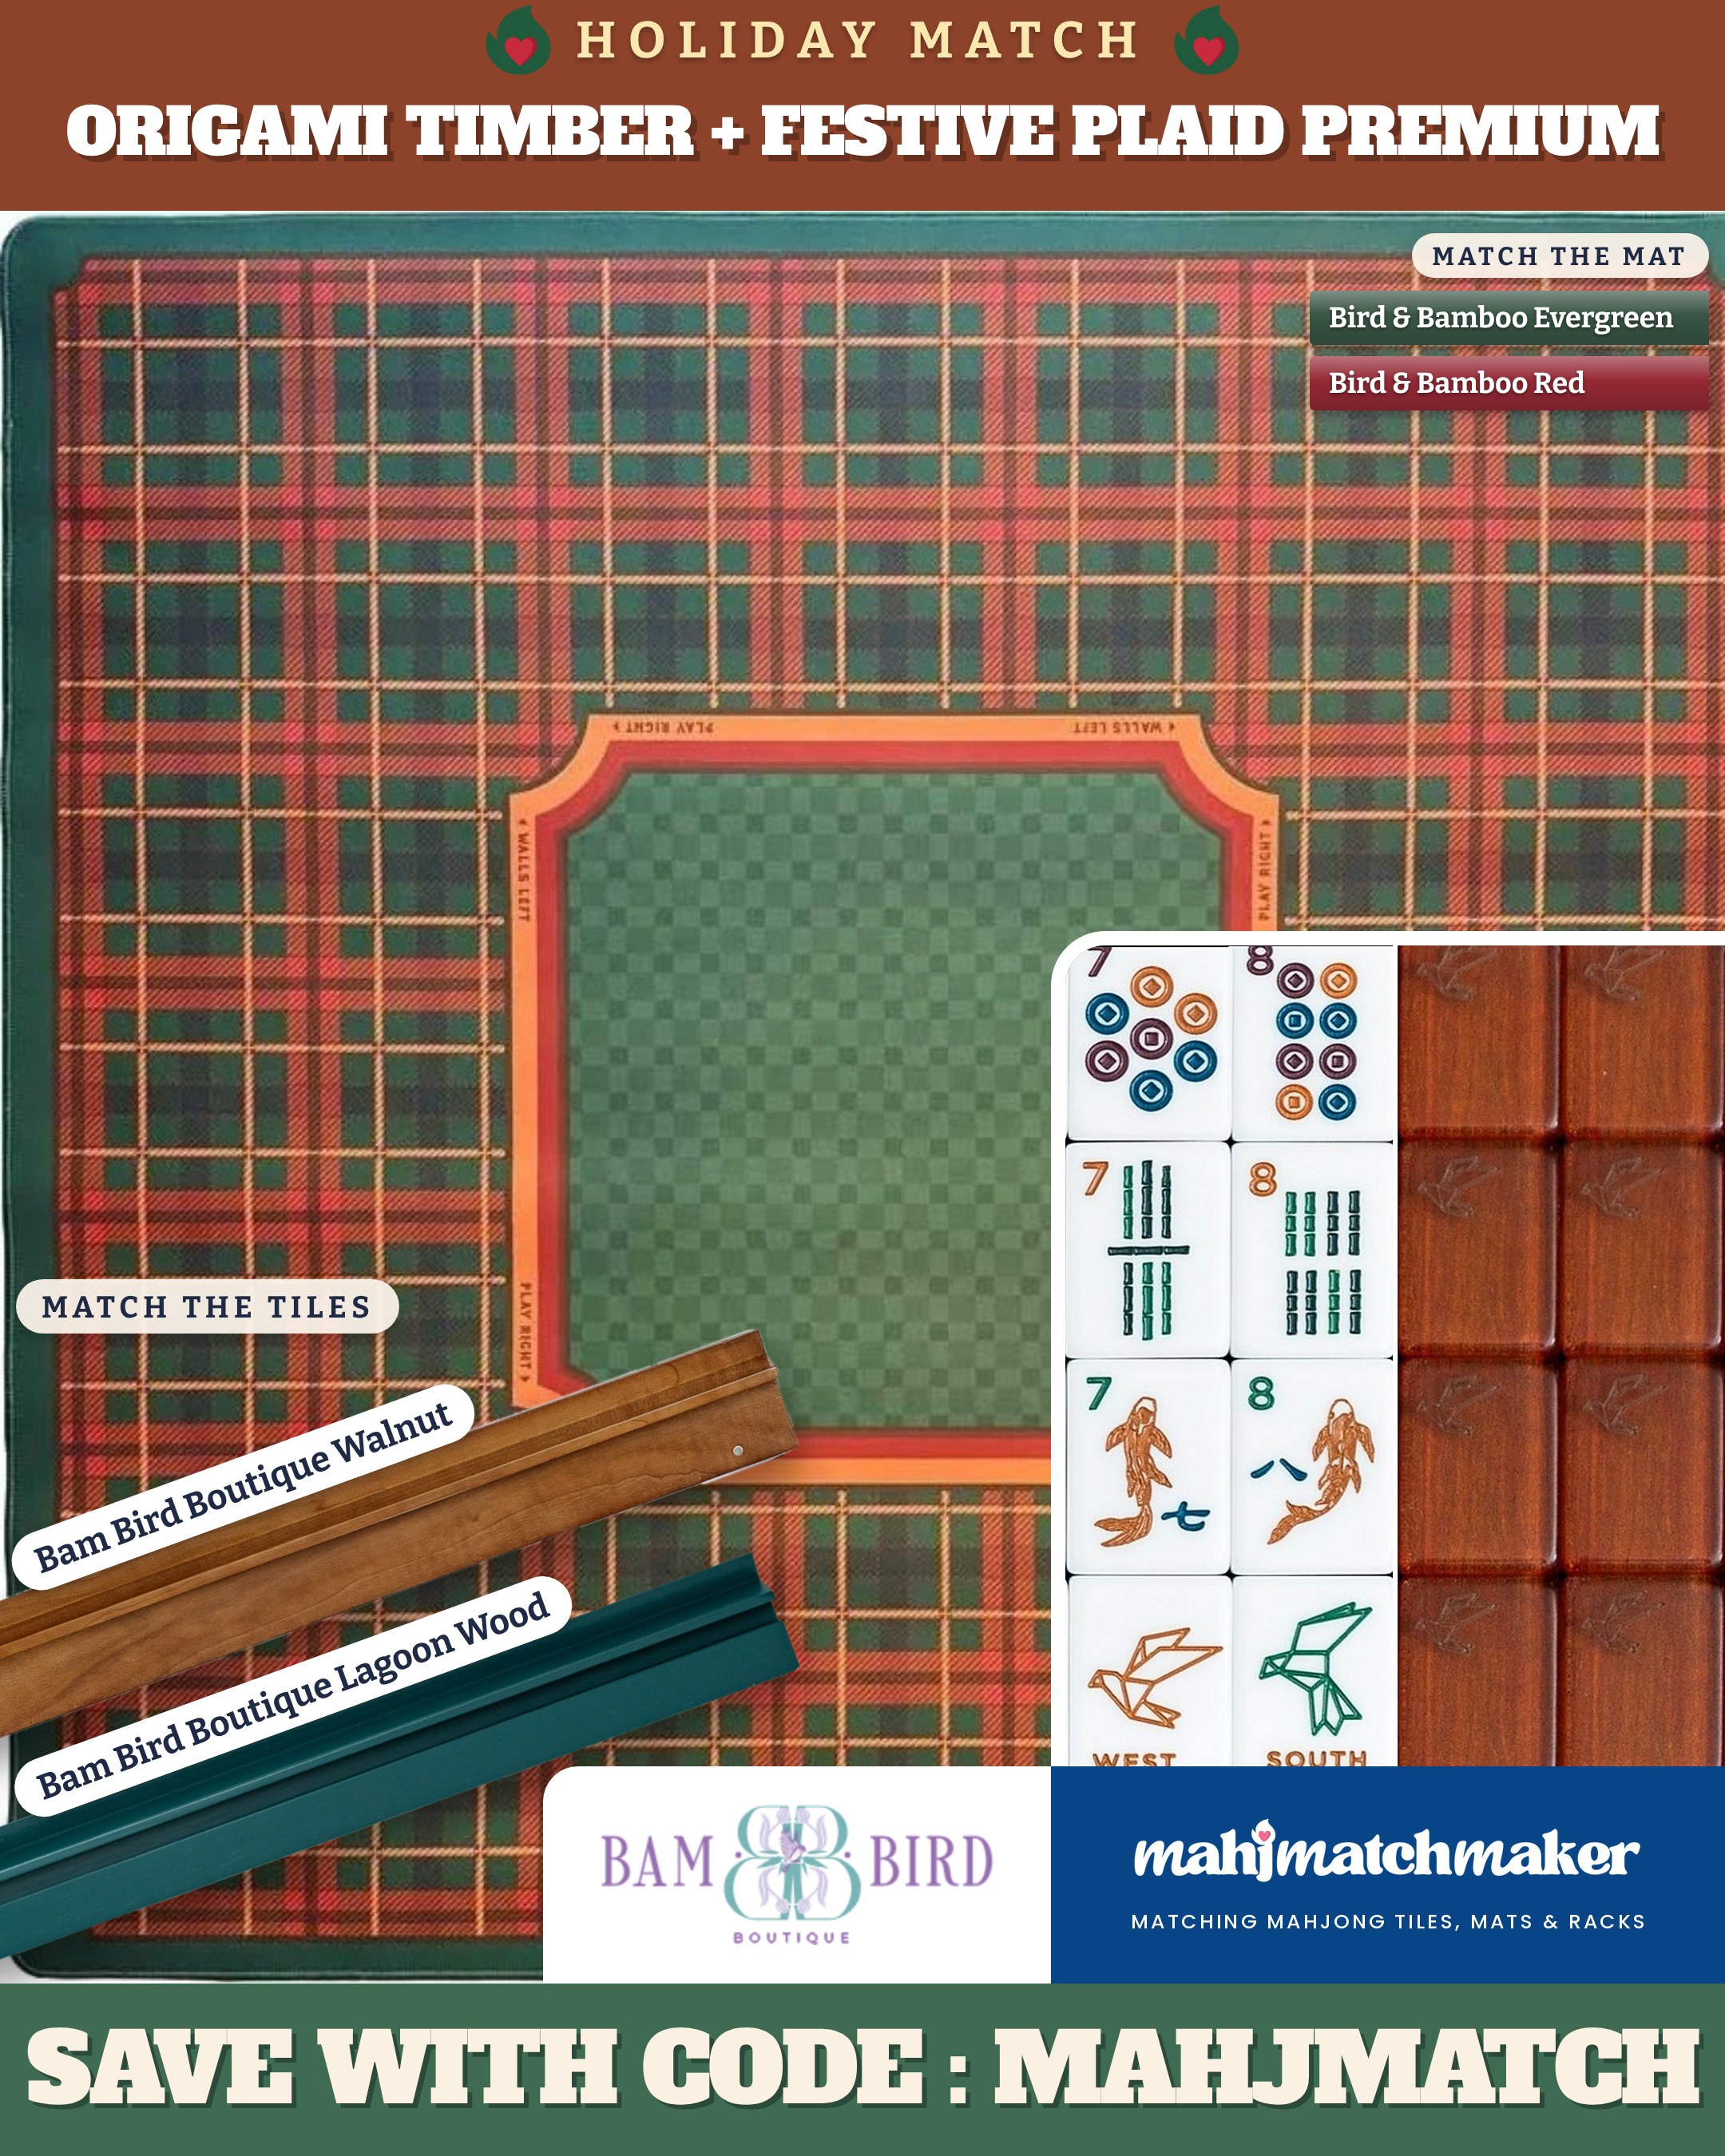 HOLIDAY MATCH
ORIGAMI TIMBER + FESTIVE PLAID PREMIUM
MATCH THE MAT
Bird & Bamboo Evergreen
Bird & Bamboo Red
PLAY RIGHT
WALLS LEFT
WALLS LEFT
PLAY RIGHT
PLAY RIGHT
7
8
7
8
7
七
8
八
WEST
SOUTH
MATCH THE TILES
Bam Bird Boutique Walnut
Bam Bird Boutique Lagoon Wood
BAM BIRD
BOUTIQUE
mahjmatchmaker
MATCHING MAHJONG TILES, MATS & RACKS
SAVE WITH CODE : MAHJMATCH